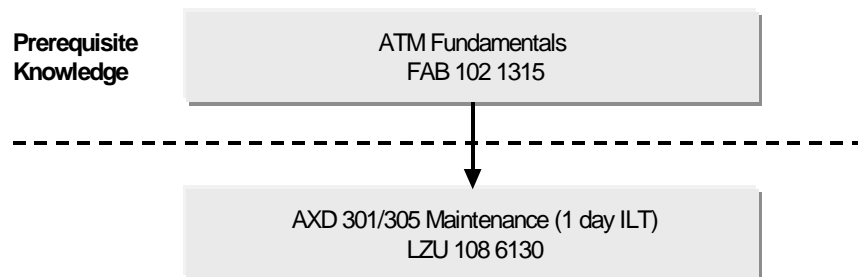 Prerequisite
Knowledge
ATM Fundamentals
FAB 102 1315
AXD 301/305 Maintenance (1 day ILT)
LZU 108 6130